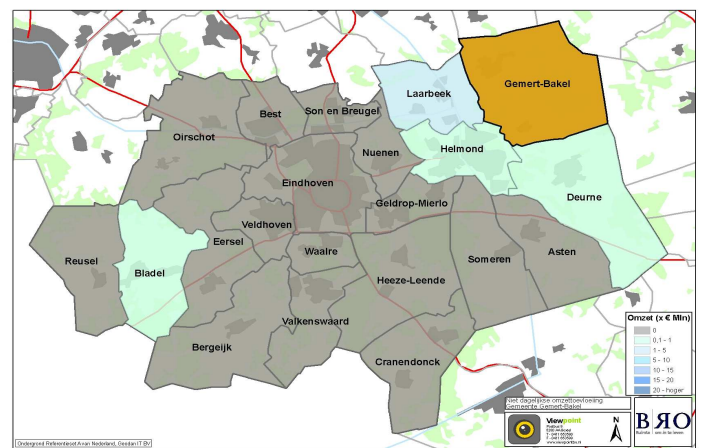 Laarbeek
Gemert-Bakel
Best
Son en Breugel
Oirschot
Nuenen
Helmond
Eindhoven
Deurne
Geldrop-Mierlo
Veldhoven
Eersel
Waalre
Asten
Reusel
Bladel
Someren
Heeze-Leende
Valkenswaard
Bergeijk
Cranendonck
Omzet (x € Mln)
0
0,1 - 1
1 - 5
5 - 10
10 - 15
15 - 20
20 - hoger
Niet dagelijkse omzettoevloeiing
Gemeente Gemert-Bakel
Viewpoint
BRO
N
Ondergrond Referentieset Avan Nederland, Geodan IT BV